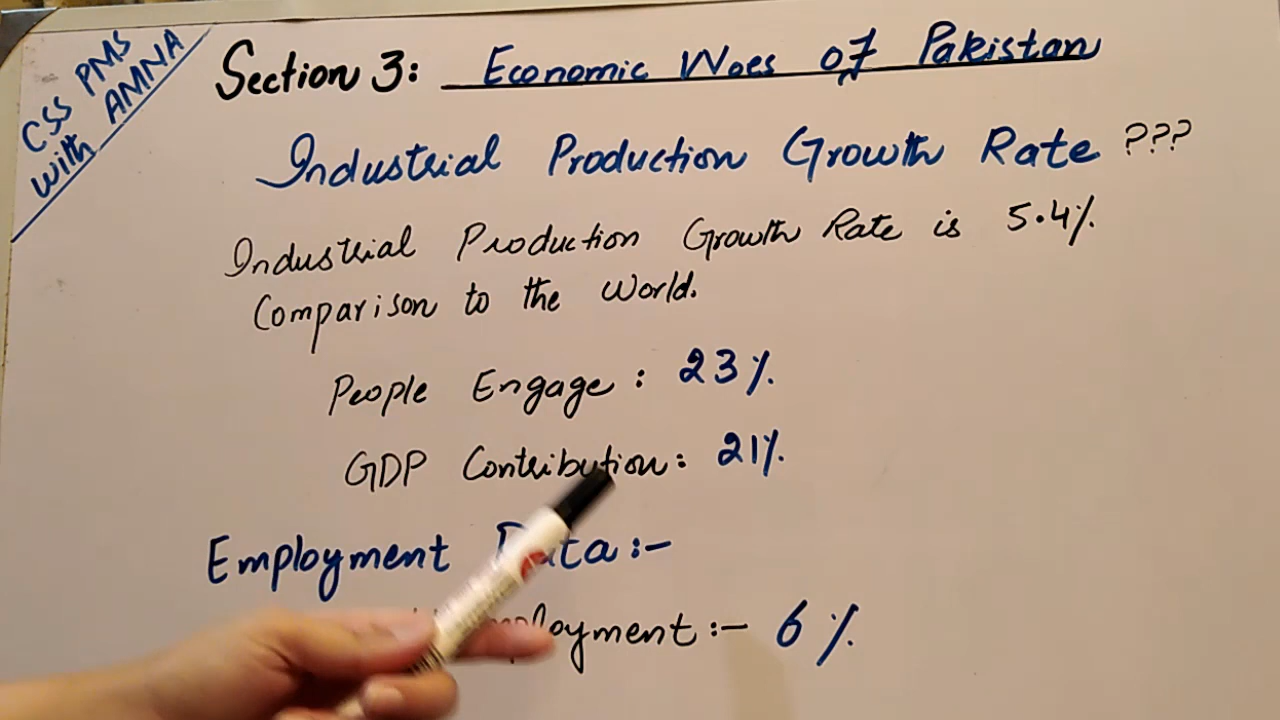 CSS PMS
with AMNA
Section 3: Economic Woes of Pakistan
Industrial Production Growth Rate ???
Industrial Production Growth Rate is 5.4%
Comparison to the World.
People Engage: 23%
GDP Contribution: 21%
Employment Data:-
6%